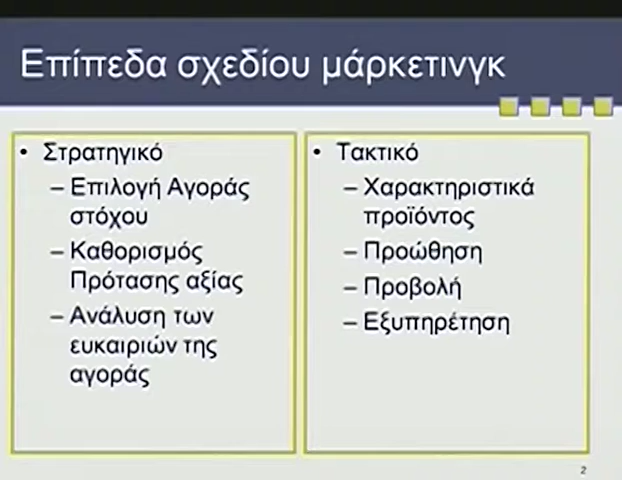 Επίπεδα σχεδίου μάρκετινγκ
• Στρατηγικό
– Επιλογή Αγοράς
στόχου
– Καθορισμός
Πρότασης αξίας
– Ανάλυση των
ευκαιριών της
αγοράς
• Τακτικό
– Χαρακτηριστικά
προϊόντος
– Προώθηση
– Προβολή
– Εξυπηρέτηση
2